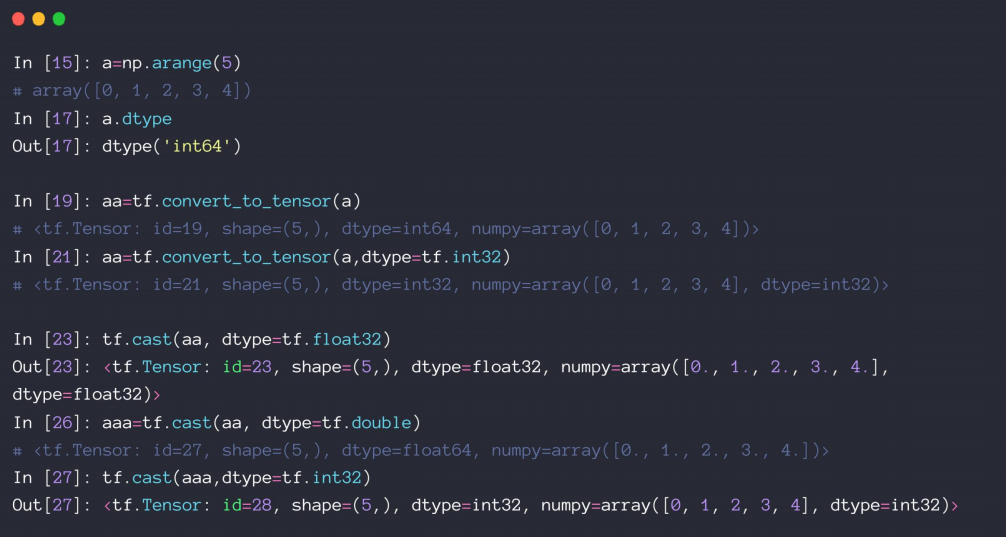 In [15]: a=np.arange(5)
# array([0, 1, 2, 3, 4])
In [17]: a.dtype
Out[17]: dtype('int64')
In [19]: aa=tf.convert_to_tensor(a)
# <tf.Tensor: id=19, shape=(5,), dtype=int64, numpy=array([0, 1, 2, 3, 4])>
In [21]: aa=tf.convert_to_tensor(a,dtype=tf.int32)
# <tf.Tensor: id=21, shape=(5,), dtype=int32, numpy=array([0, 1, 2, 3, 4], dtype=int32)>
In [23]: tf.cast(aa, dtype=tf.float32)
Out[23]: <tf.Tensor: id=23, shape=(5,), dtype=float32, numpy=array([0., 1., 2., 3., 4.],
dtype=float32)>
In [26]: aaa=tf.cast(aa, dtype=tf.double)
# <tf.Tensor: id=27, shape=(5,), dtype=float64, numpy=array([0., 1., 2., 3., 4.])>
In [27]: tf.cast(aaa,dtype=tf.int32)
Out[27]: <tf.Tensor: id=28, shape=(5,), dtype=int32, numpy=array([0, 1, 2, 3, 4], dtype=int32)>